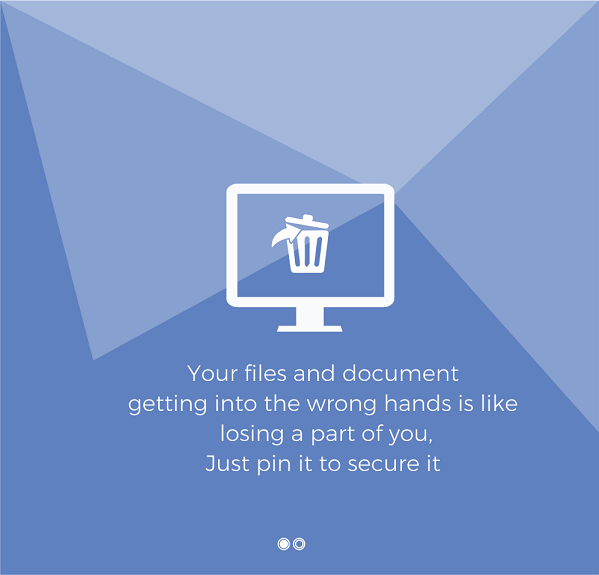 Your files and document
getting into the wrong hands is like
losing a part of you,
Just pin it to secure it